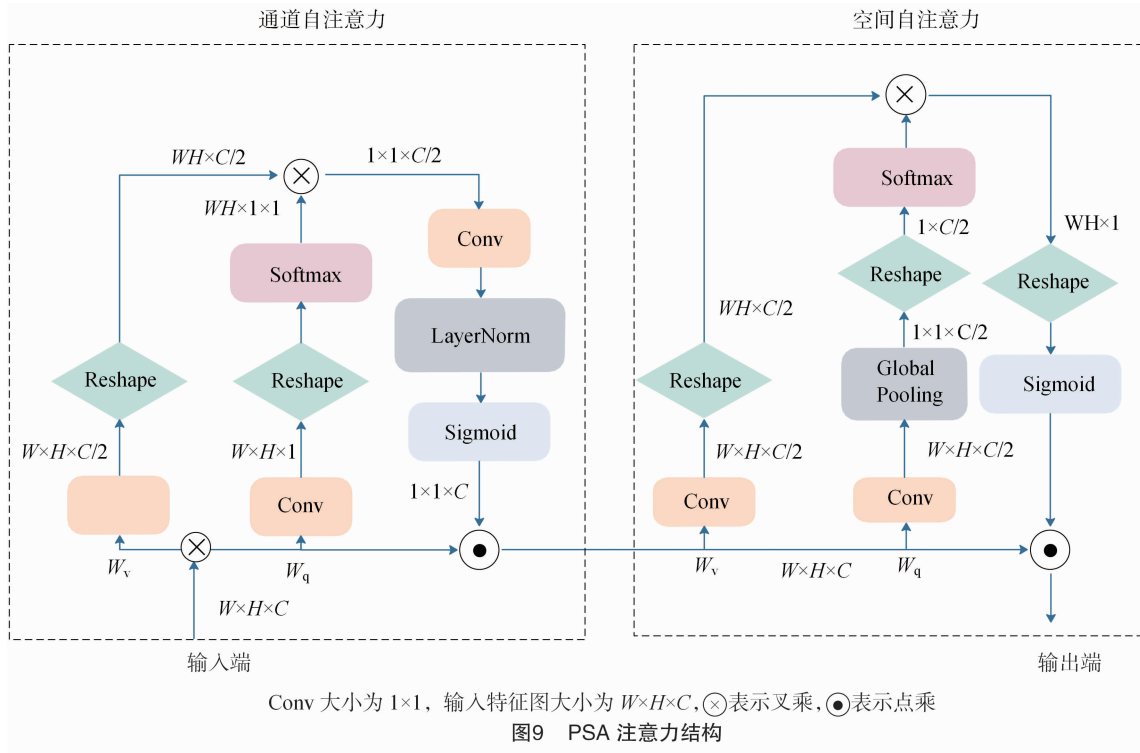 通道自注意力
空间自注意力
WH×C/2
1×1×C/2
WH×1×1
Conv
Softmax
LayerNorm
Reshape
Reshape
Sigmoid
W×H×C/2
W×H×1
1×1×C
Conv
Wv
Wq
W×H×C
输入端
Softmax
1×C/2
WH×1
Reshape
Reshape
WH×C/2
1×1×C/2
Reshape
Global
Pooling
Sigmoid
W×H×C/2
W×H×C/2
Conv
Conv
Wv
W×H×C
Wq
输出端
Conv 大小为 1×1, 输入特征图大小为 W×H×C,⊗表示叉乘,⊙表示点乘
图9 PSA 注意力结构